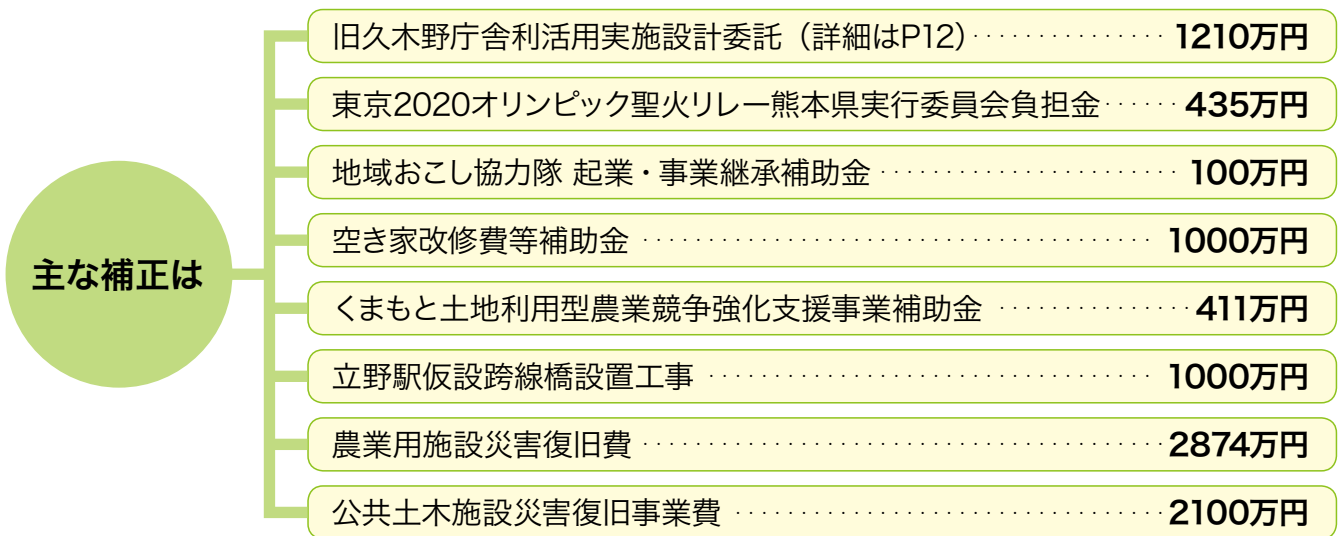 主な補正は
旧久木野庁舎利活用実施設計委託（詳細はP12）‥‥‥‥‥‥‥ 1210万円
東京2020オリンピック聖火リレー熊本県実行委員会負担金‥‥‥ 435万円
地域おこし協力隊 起業・事業継承補助金‥‥‥‥‥‥‥‥‥‥‥ 100万円
空き家改修費等補助金‥‥‥‥‥‥‥‥‥‥‥‥‥‥‥‥‥‥‥ 1000万円
くまもと土地利用型農業競争強化支援事業補助金‥‥‥‥‥‥‥ 411万円
立野駅仮設跨線橋設置工事‥‥‥‥‥‥‥‥‥‥‥‥‥‥‥‥‥ 1000万円
農業用施設災害復旧費‥‥‥‥‥‥‥‥‥‥‥‥‥‥‥‥‥‥‥ 2874万円
公共土木施設災害復旧事業費‥‥‥‥‥‥‥‥‥‥‥‥‥‥‥‥ 2100万円